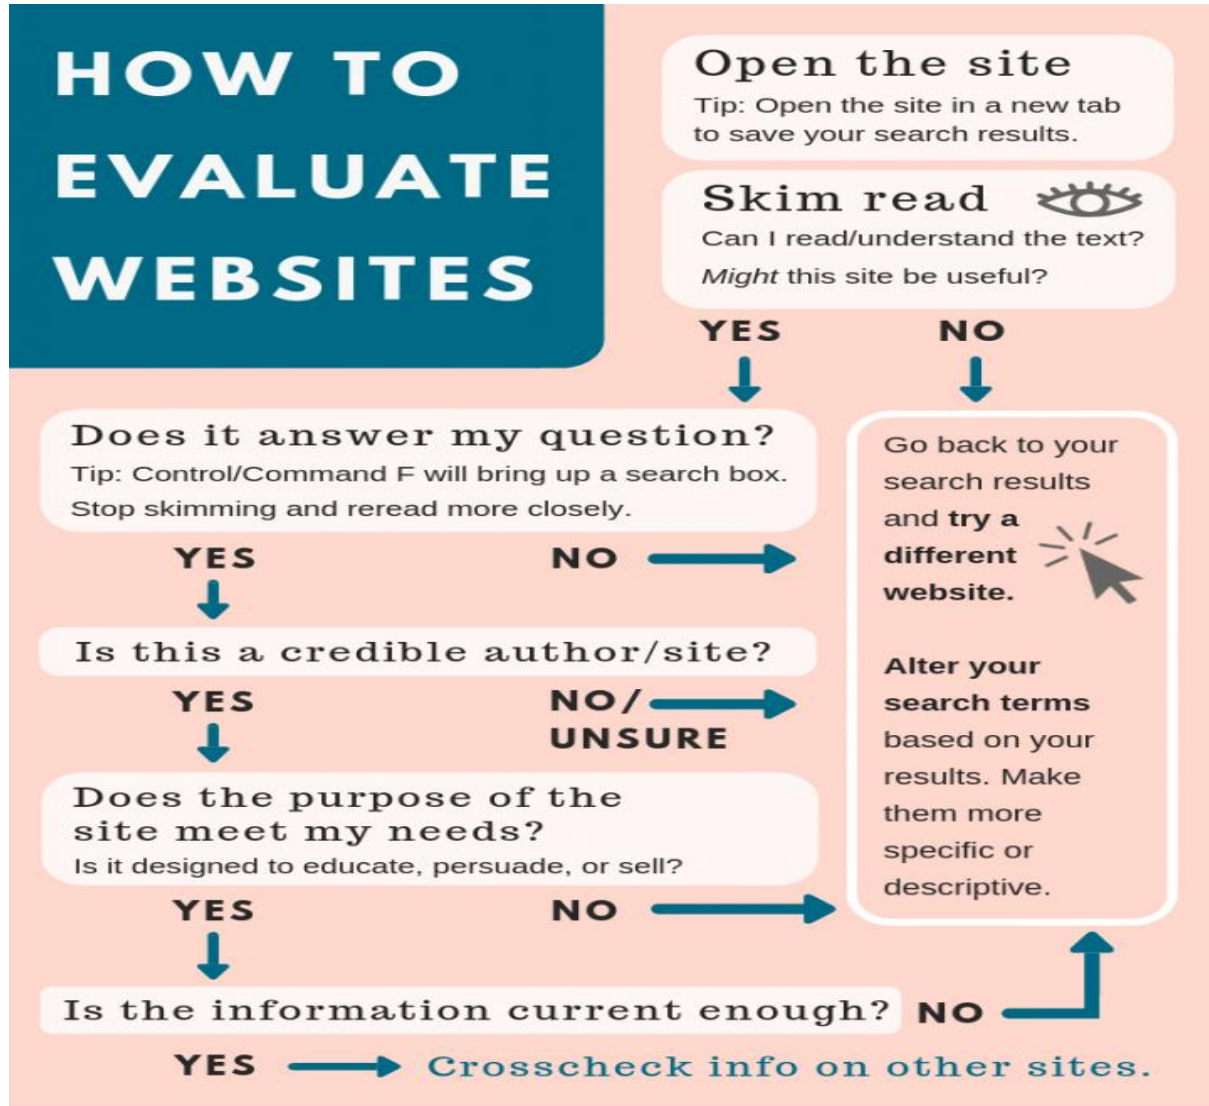 HOW TO
EVALUATE
WEBSITES
Open the site
Tip: Open the site in a new tab
to save your search results.
Skim read
Can I read/understand the text?
Might this site be useful?
YES
NO
Does it answer my question?
Tip: Control/Command F will bring up a search box.
Stop skimming and reread more closely.
YES
NO
Is this a credible author/site?
YES
NO/
UNSURE
Does the purpose of the
site meet my needs?
Is it designed to educate, persuade, or sell?
YES
NO
Is the information current enough?
NO
YES
Crosscheck info on other sites.
Go back to your
search results
and try a
different
website.
Alter your
search terms
based on your
results. Make
them more
specific or
descriptive.